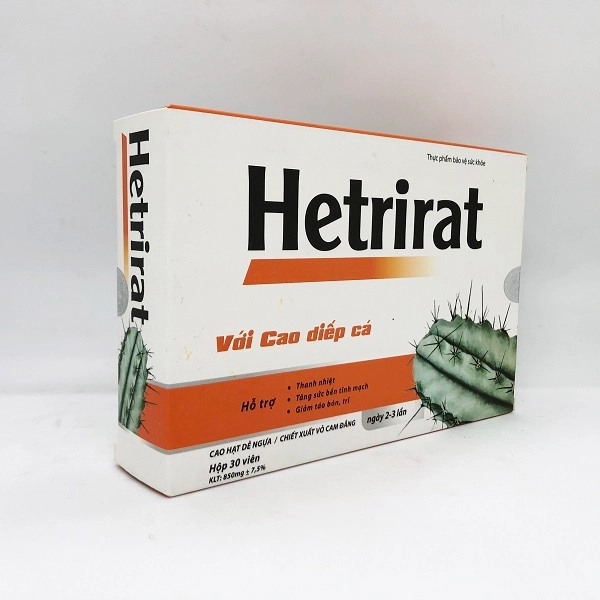 Hetrirat
Thực phẩm bảo vệ sức khỏe
Hetrirat
Với Cao diếp cá
Hỗ trợ
• Thanh nhiệt
• Tăng sức bền tĩnh mạch
• Giảm táo bón, trĩ
ngày 2-3 lần
CAO HẠT DẺ NGỰA / CHIẾT XUẤT VỎ CAM ĐẮNG
Hộp 30 viên
KLT: 850mg ± 7,5%